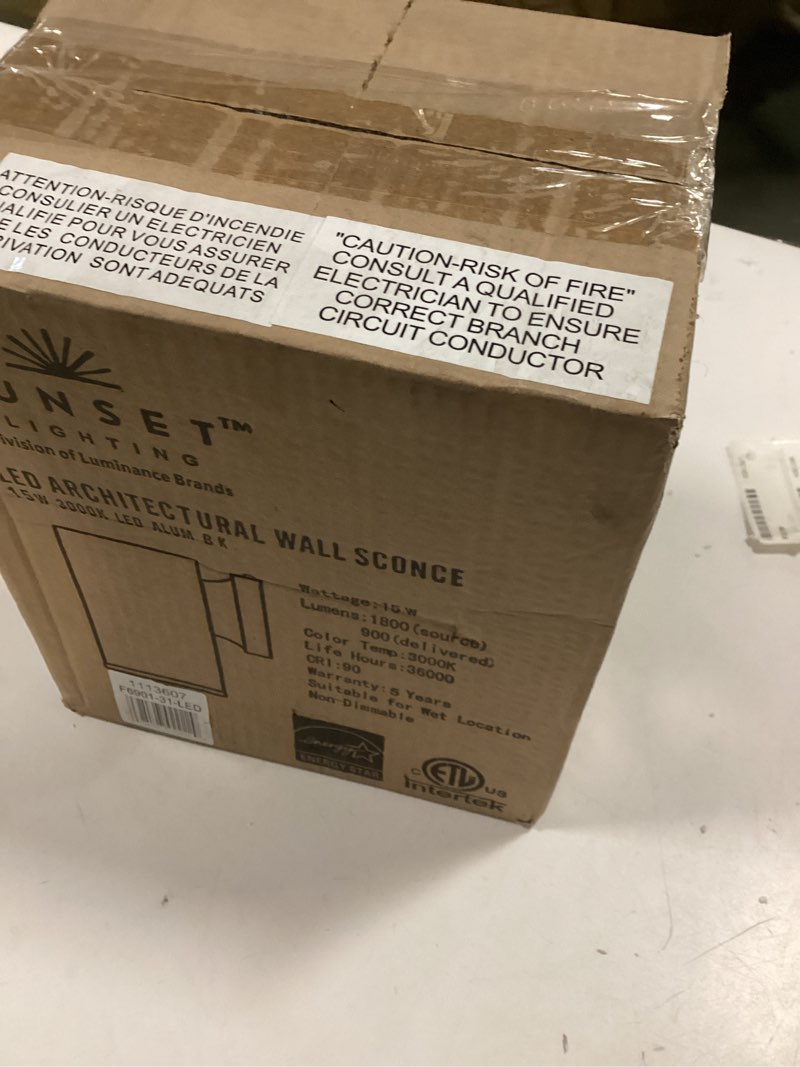 ATTENTION-RISQUE D'INCENDIE
CONSULIER UN ELECTRICIEN
UALIFIE POUR VOUS ASSURER
E LES CONDUCTEURS DE LA
RIVATION SONT ADEQUATS
"CAUTION-RISK OF FIRE"
CONSULT A QUALIFIED
ELECTRICIAN TO ENSURE
CORRECT BRANCH
CIRCUIT CONDUCTOR
UNSET™
LIGHTING
ivision of Luminance Brands
LED ARCHITECTURAL WALL SCONCE
15W 3000K LED ALUM. BK
Wattage:15 W
Lumens:1800(source)
900(delivered)
Color Temp:3000K
Life Hours:36000
CRI:90
Warranty:5 Years
Suitable for Wet Location
Non-Dimmable
1113607
F6901-31-LED
energy
ENERGY STAR
C ETL US
Intertek